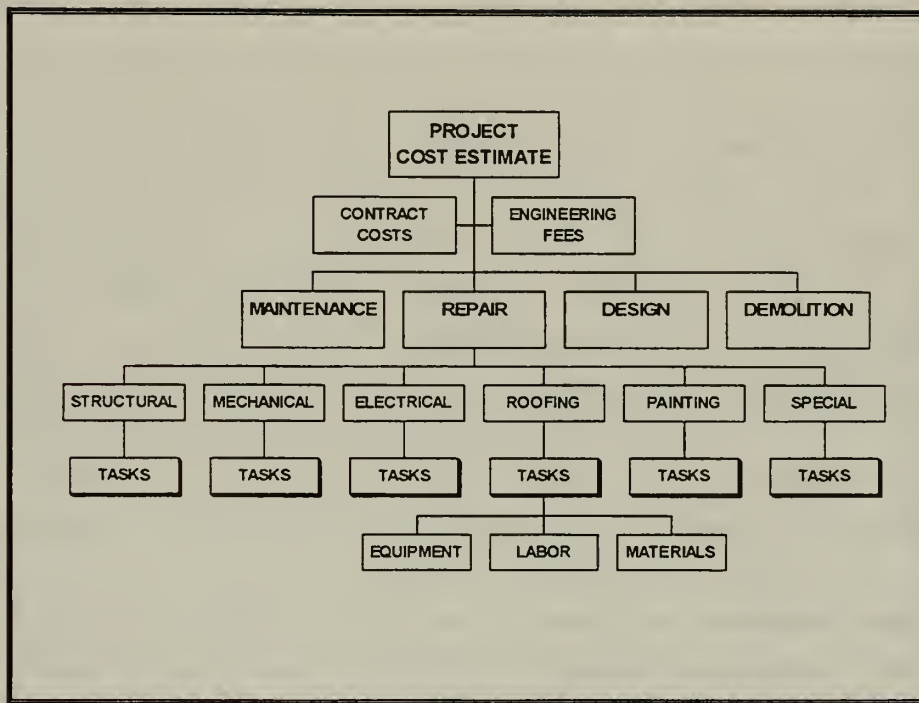 PROJECT
COST ESTIMATE
CONTRACT
COSTS
ENGINEERING
FEES
MAINTENANCE
REPAIR
DESIGN
DEMOLITION
STRUCTURAL
MECHANICAL
ELECTRICAL
ROOFING
PAINTING
SPECIAL
TASKS
TASKS
TASKS
TASKS
TASKS
TASKS
EQUIPMENT
LABOR
MATERIALS